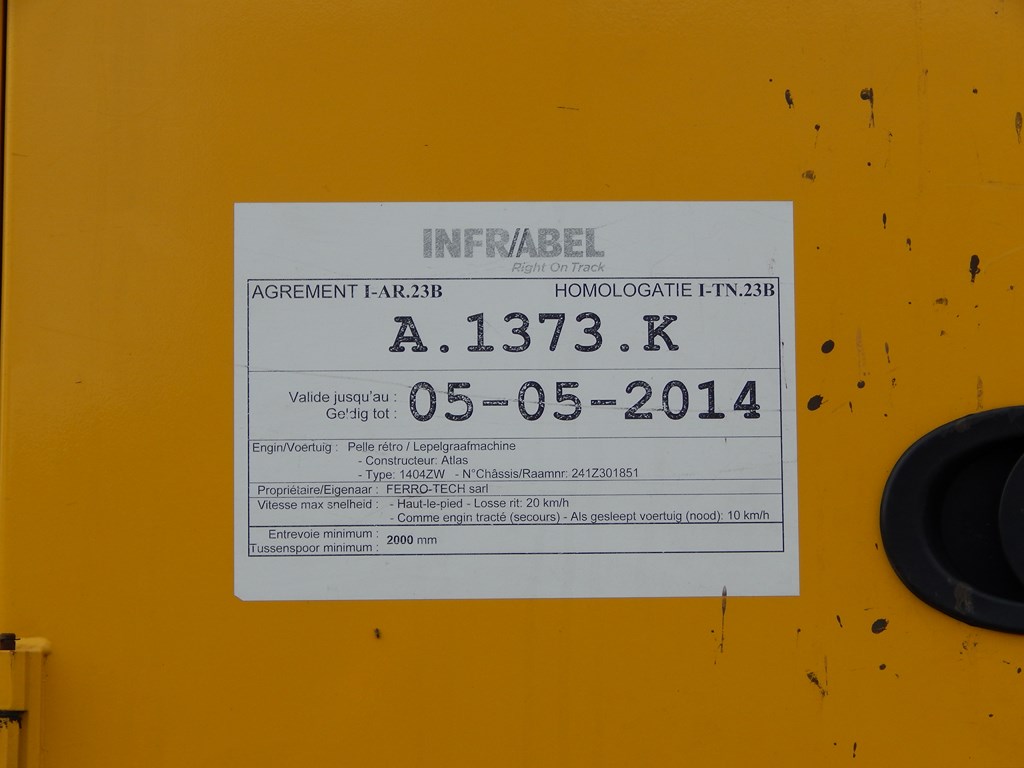 INFRABEL
Right On Track
AGREMENT I-AR.23B HOMOLOGATIE I-TN.23B
A.1373.K
Valide jusqu'au :
Geldig tot :
05-05-2014
Engin/Voertuig : Pelle rétro / Lepelgraafmachine
- Constructeur: Atlas
- Type: 1404ZW - N°Châssis/Raamnr: 241Z301851
Propriétaire/Eigenaar : FERRO-TECH sarl
Vitesse max snelheid : - Haut-le-pied - Losse rit: 20 km/h
- Comme engin tracté (secours) - Als gesleept voertuig (nood): 10 km/h
Entrevoie minimum :
Tussenspoor minimum :
2000 mm